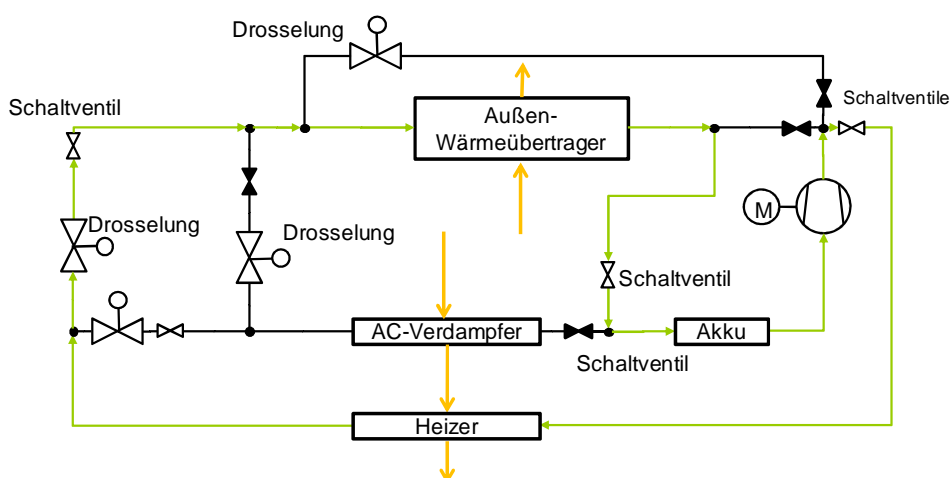 Drosselung
Schaltventil
Schaltventile
Außen-
Wärmeübertrager
M
Drosselung
Drosselung
Schaltventil
AC-Verdampfer
Akku
Schaltventil
Heizer